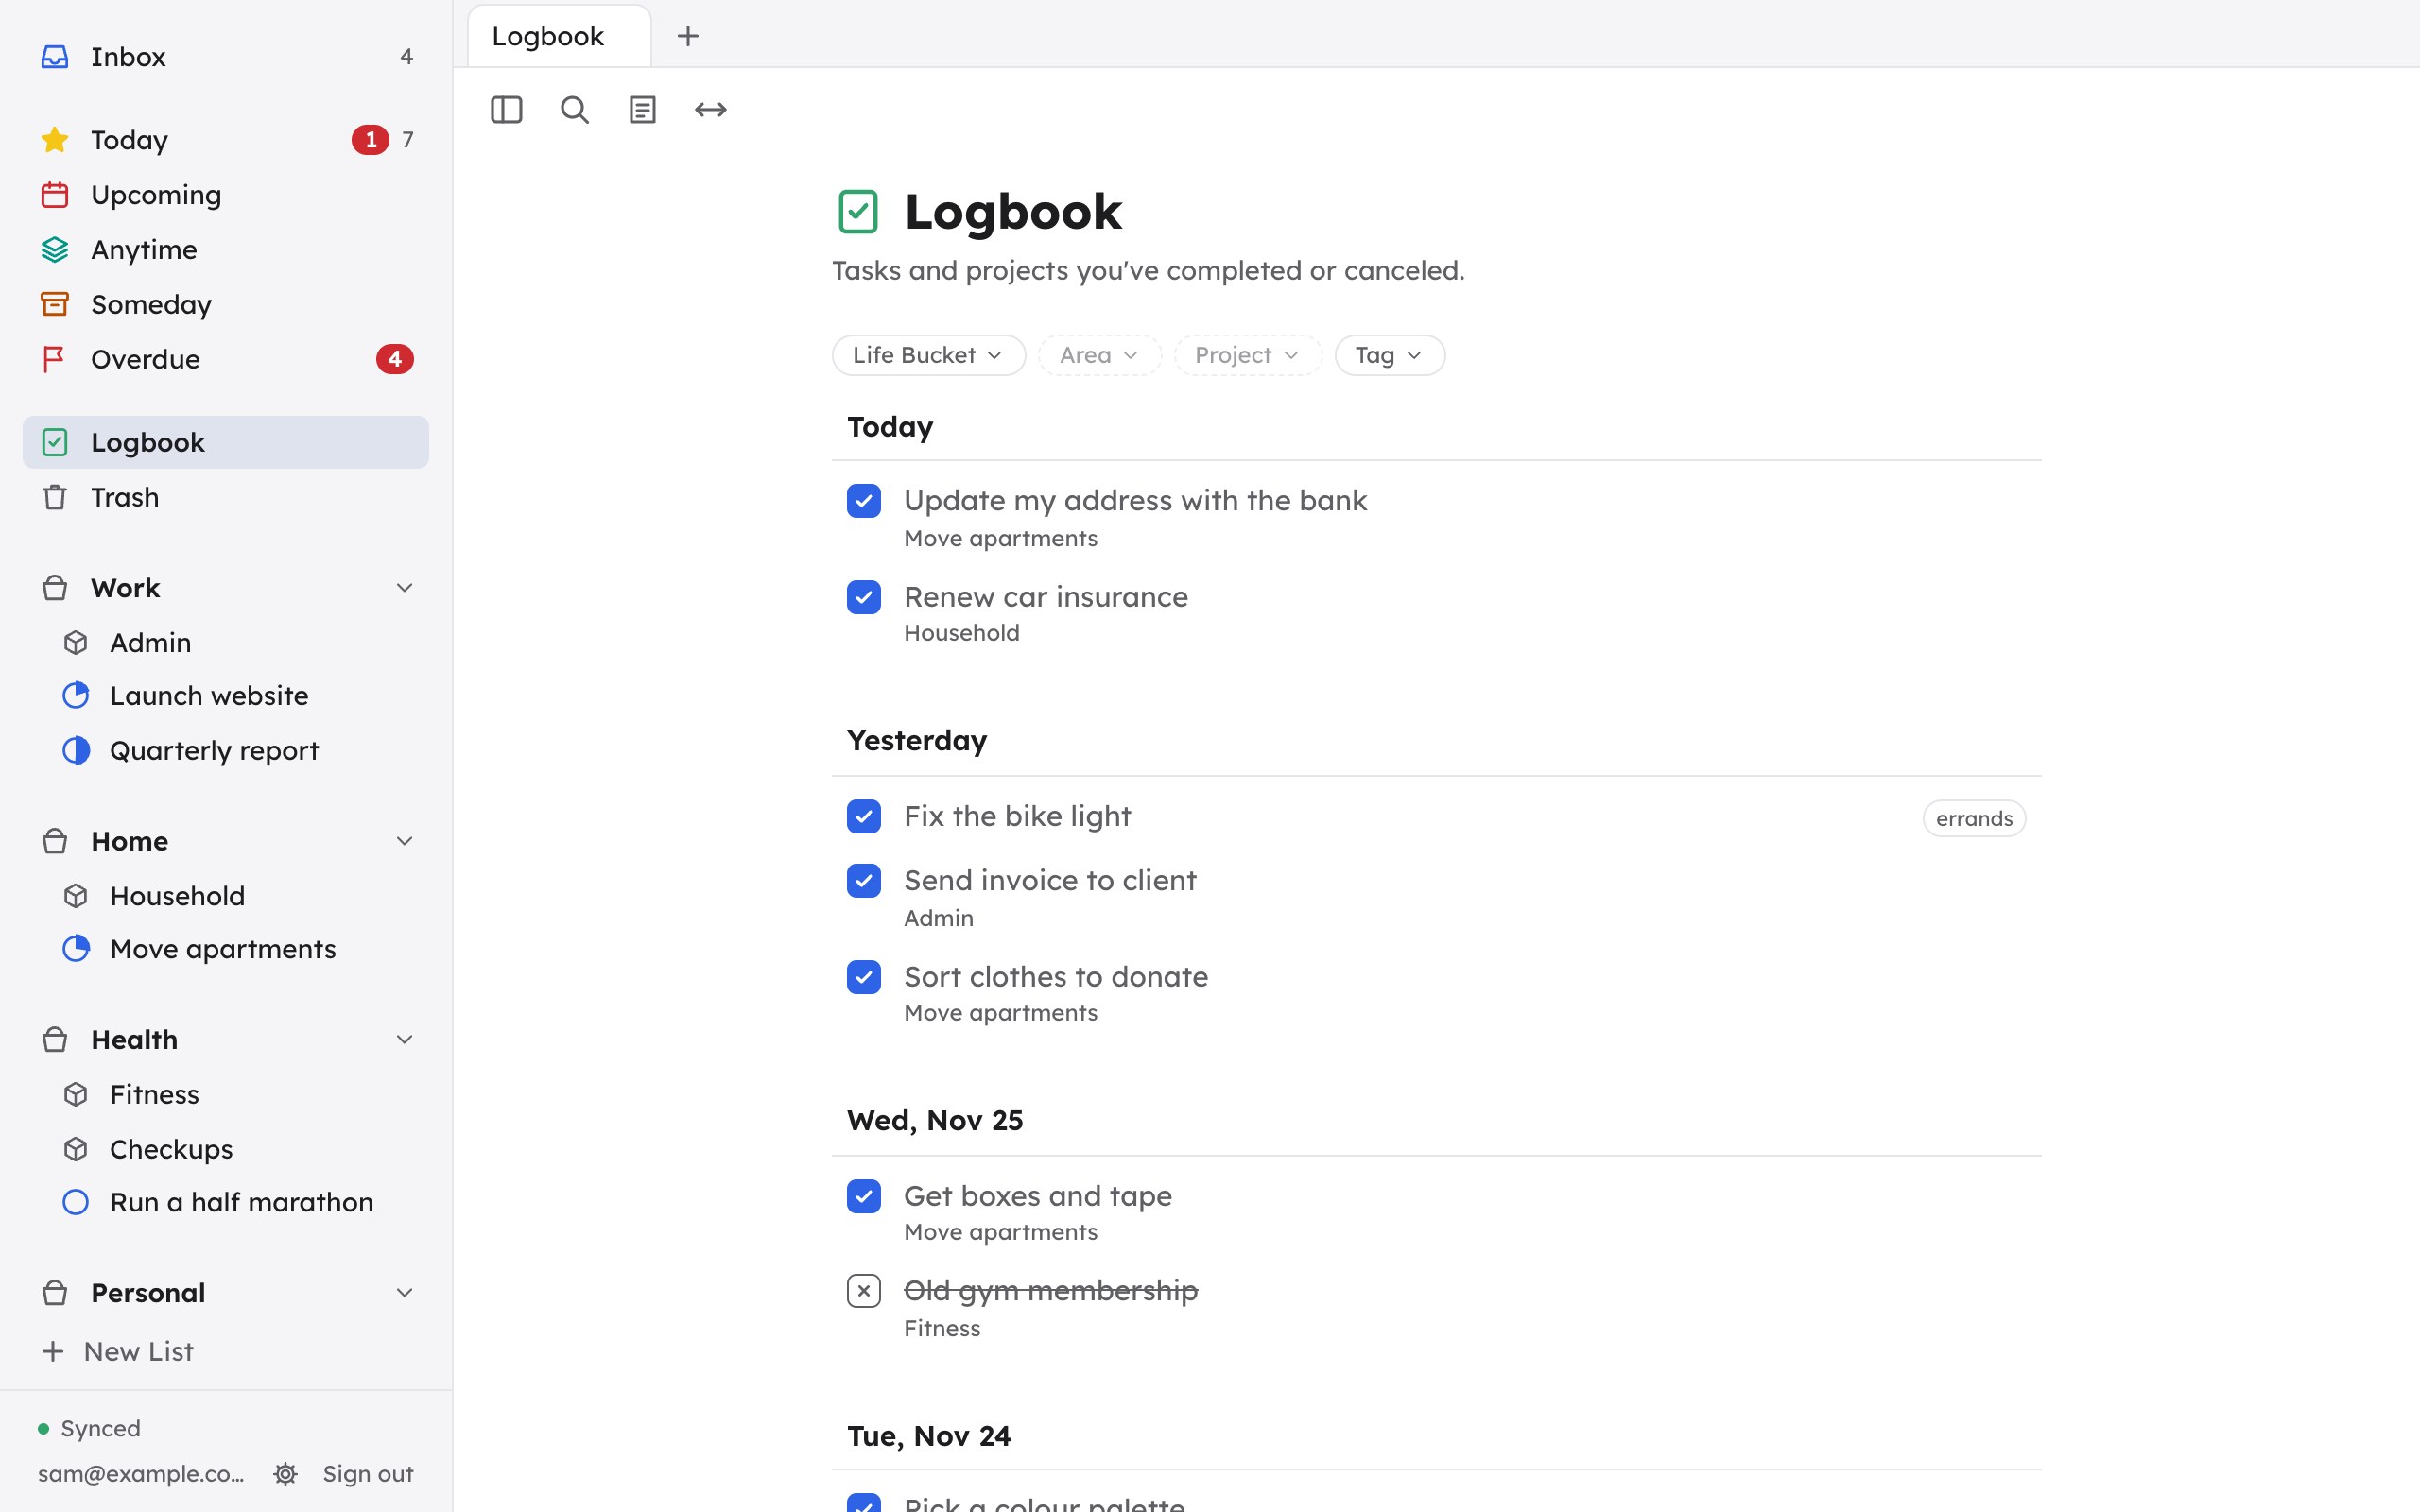 Inbox 4
Today 1 7
Upcoming
Anytime
Someday
Overdue 4
Logbook
Trash
Work
Admin
Launch website
Quarterly report
Home
Household
Move apartments
Health
Fitness
Checkups
Run a half marathon
Personal
New List
Synced
sam@example.co… Sign out
Logbook
Logbook
Tasks and projects you've completed or canceled.
Life Bucket Area Project Tag
Today
Update my address with the bank
Move apartments
Renew car insurance
Household
Yesterday
Fix the bike light errands
Send invoice to client
Admin
Sort clothes to donate
Move apartments
Wed, Nov 25
Get boxes and tape
Move apartments
Old gym membership
Fitness
Tue, Nov 24
Pick a colour palette